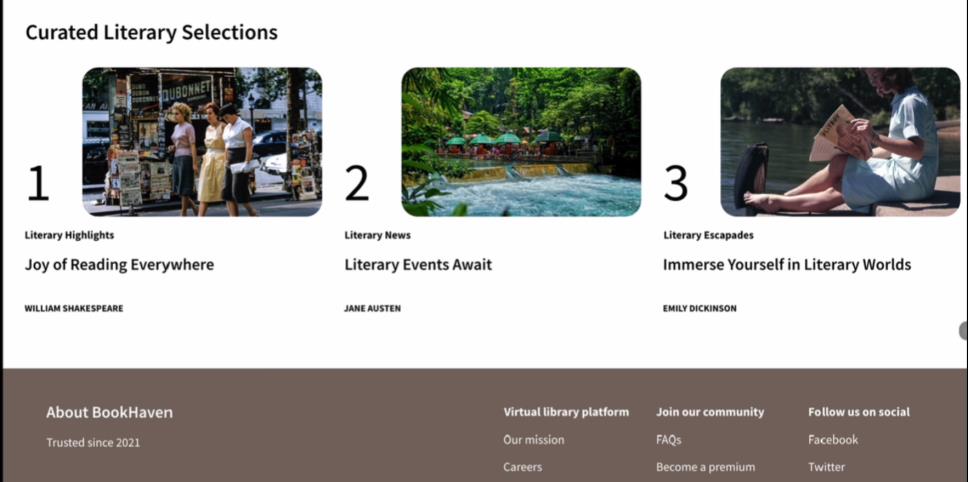 Curated Literary Selections
DUBONNET
1
2
3
Literary Highlights
Literary News
Literary Escapades
Joy of Reading Everywhere
Literary Events Await
Immerse Yourself in Literary Worlds
WILLIAM SHAKESPEARE
JANE AUSTEN
EMILY DICKINSON
About BookHaven
Virtual library platform
Join our community
Follow us on social
Trusted since 2021
Our mission
FAQs
Facebook
Careers
Become a premium
Twitter